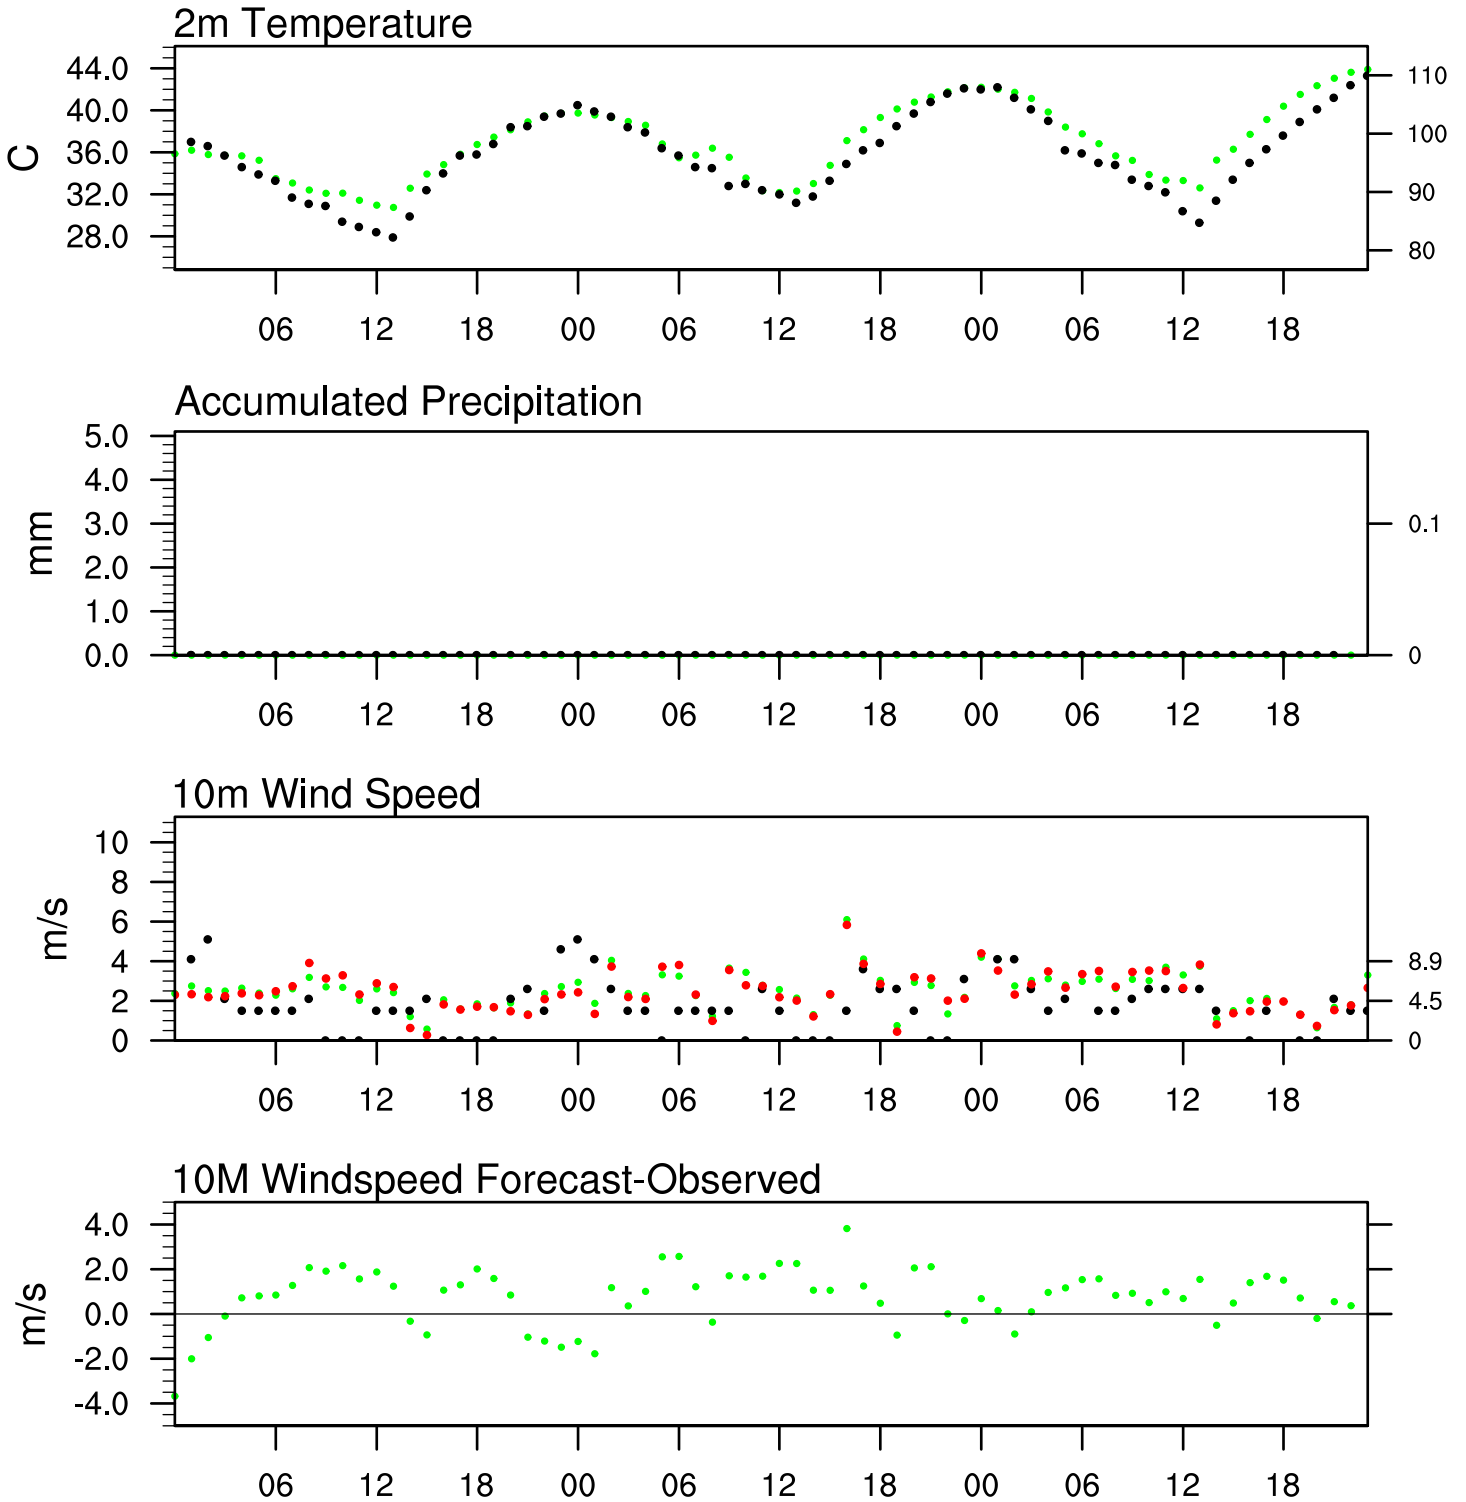 2m Temperature
44.0
40.0
36.0
32.0
28.0
C
110
100
90
80
06 12 18 00 06 12 18 00 06 12 18
Accumulated Precipitation
5.0
4.0
3.0
2.0
1.0
0.0
mm
0.1
0
06 12 18 00 06 12 18 00 06 12 18
10m Wind Speed
10
8
6
4
2
0
m/s
8.9
4.5
0
06 12 18 00 06 12 18 00 06 12 18
10M Windspeed Forecast-Observed
4.0
2.0
0.0
-2.0
-4.0
m/s
06 12 18 00 06 12 18 00 06 12 18